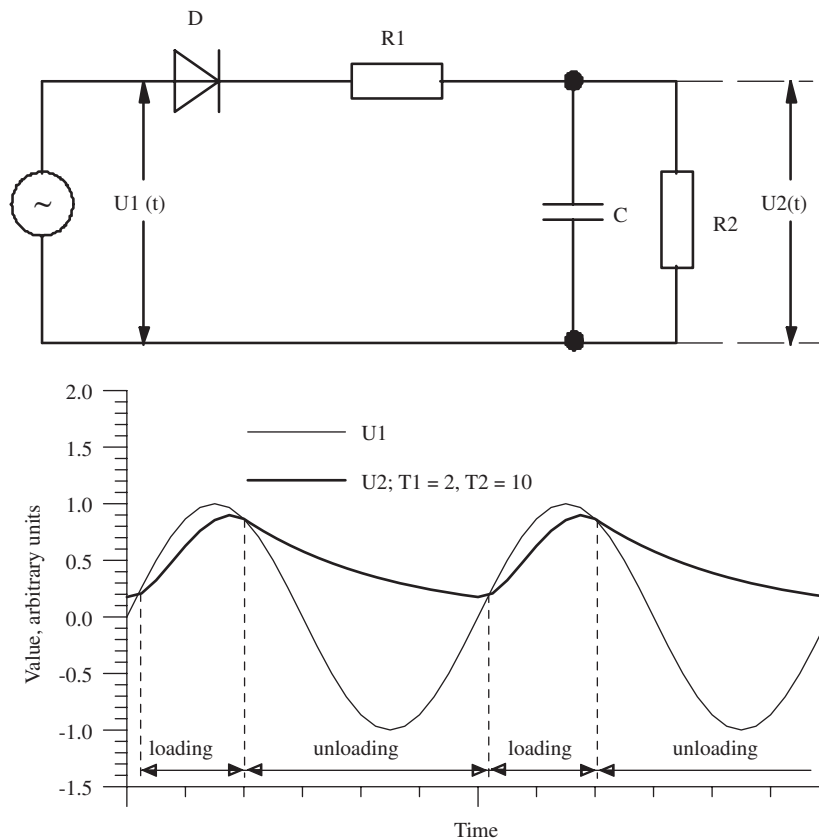 D
R1
~
U1 (t)
C
R2
U2(t)
2.0
1.5
1.0
0.5
0.0
-0.5
-1.0
-1.5
Value, arbitrary units
U1
U2; T1 = 2, T2 = 10
loading
unloading
loading
unloading
Time